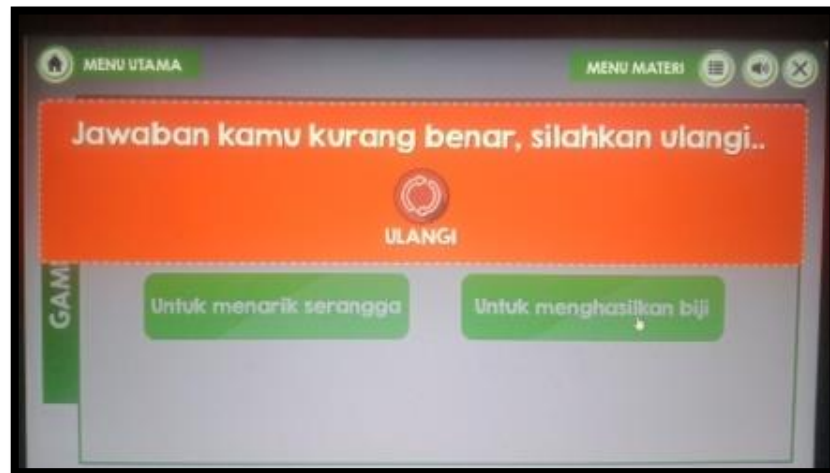 MENU UTAMA
MENU MATERI
Jawaban kamu kurang benar, silahkan ulangi..
ULANGI
GAM
Untuk menarik serangga
Untuk menghasilkan biji